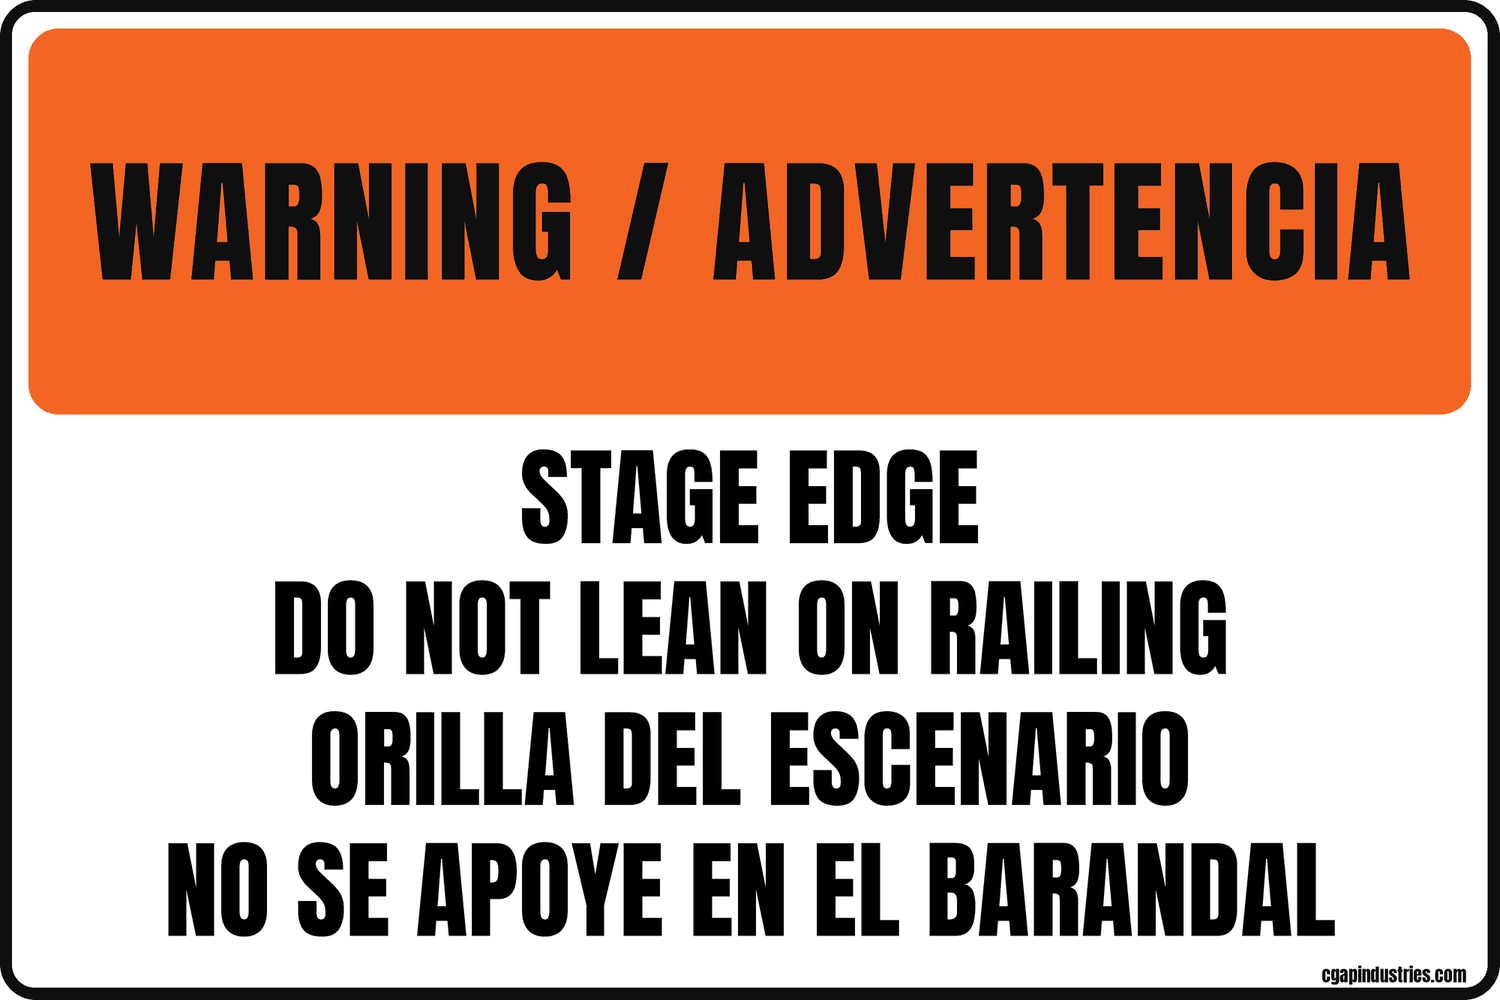 WARNING / ADVERTENCIA
STAGE EDGE
DO NOT LEAN ON RAILING
ORILLA DEL ESCENARIO
NO SE APOYE EN EL BARANDAL
cgapindustries.com